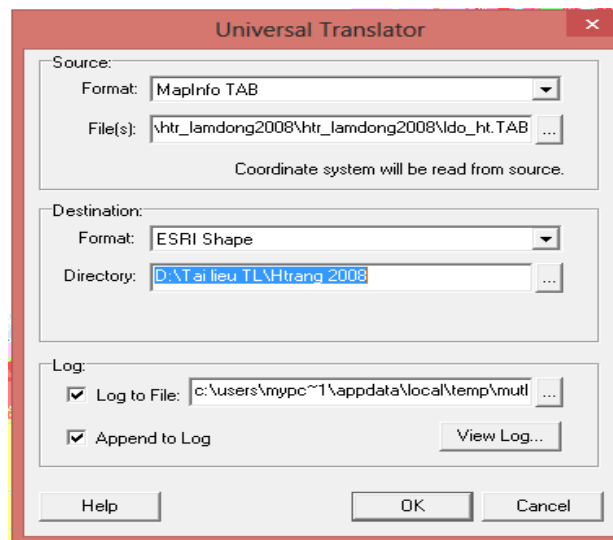 Universal Translator
Source:
Format: MapInfo TAB
File(s): \htr_lamdong2008\htr_lamdong2008\ldo_ht.TAB ...
Coordinate system will be read from source.
Destination:
Format: ESRI Shape
Directory: D:\Tai lieu TL\Htrang 2008 ...
Log:
Log to File: c:\users\mypc~1\appdata\local\temp\mutl ...
Append to Log View Log...
Help OK Cancel